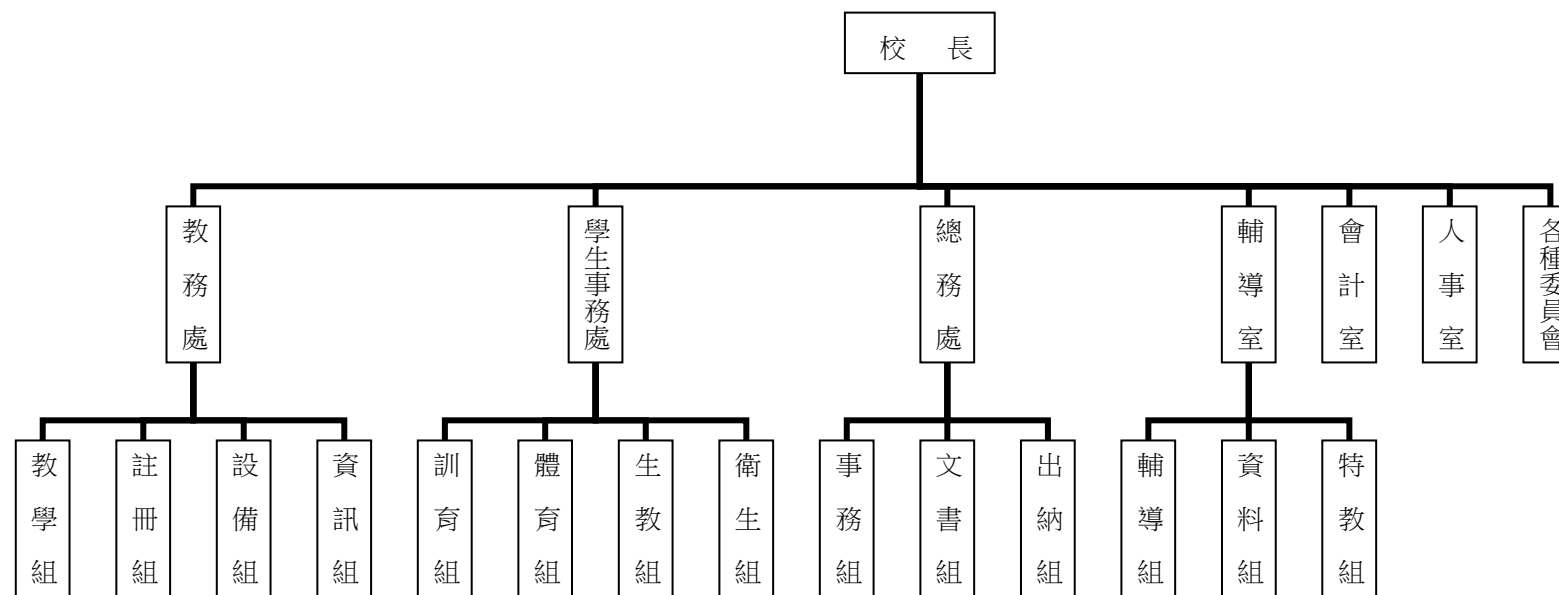 校 長
教務處
學生事務處
總務處
輔導室
會計室
人事室
各種委員會
教學組
註冊組
設備組
資訊組
訓育組
體育組
生教組
衛生組
事務組
文書組
出納組
輔導組
資料組
特教組